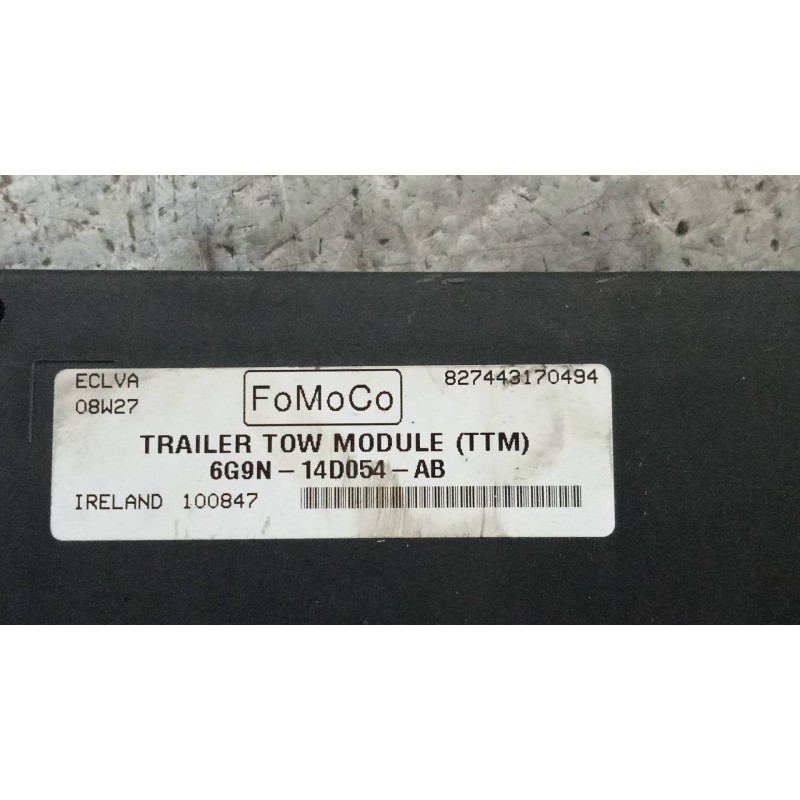 ECLVA
08W27
FoMoCo
827443170494
TRAILER TOW MODULE (TTM)
6G9N - 14D054 - AB
IRELAND 100847